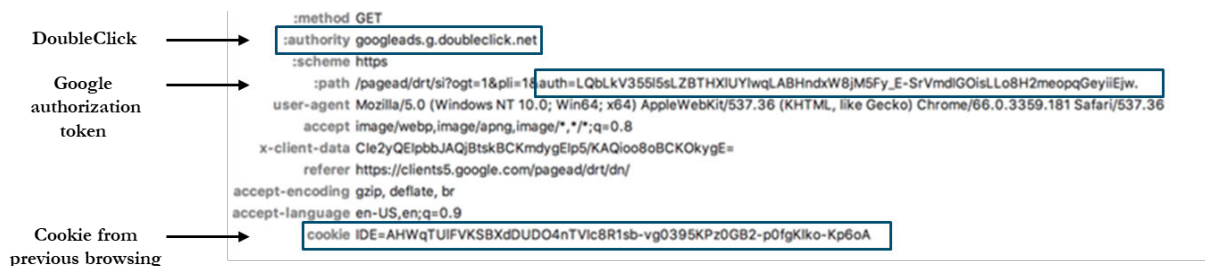 :method GET
DoubleClick :authority googleads.g.doubleclick.net
:scheme https
Google authorization token :path /pagead/drt/si?ogt=1&pli=1&auth=LQbLkV355I5sLZBTHXIUYlwqLABHndxW8jM5Fy_E-SrVmdlGOisLLo8H2meopqGeyiiEjw.
user-agent Mozilla/5.0 (Windows NT 10.0; Win64; x64) AppleWebKit/537.36 (KHTML, like Gecko) Chrome/66.0.3359.181 Safari/537.36
accept image/webp,image/apng,image/*,*/*;q=0.8
x-client-data CIe2yQEIpbbJAQjBtskBCKmdygEIp5/KAQioo8oBCKOkygE=
referer https://clients5.google.com/pagead/drt/dn/
accept-encoding gzip, deflate, br
accept-language en-US,en;q=0.9
Cookie from previous browsing cookie IDE=AHWqTUlFVKSBXdDUDO4nTVlc8R1sb-vg0395KPz0GB2-p0fgKlko-Kp6oA